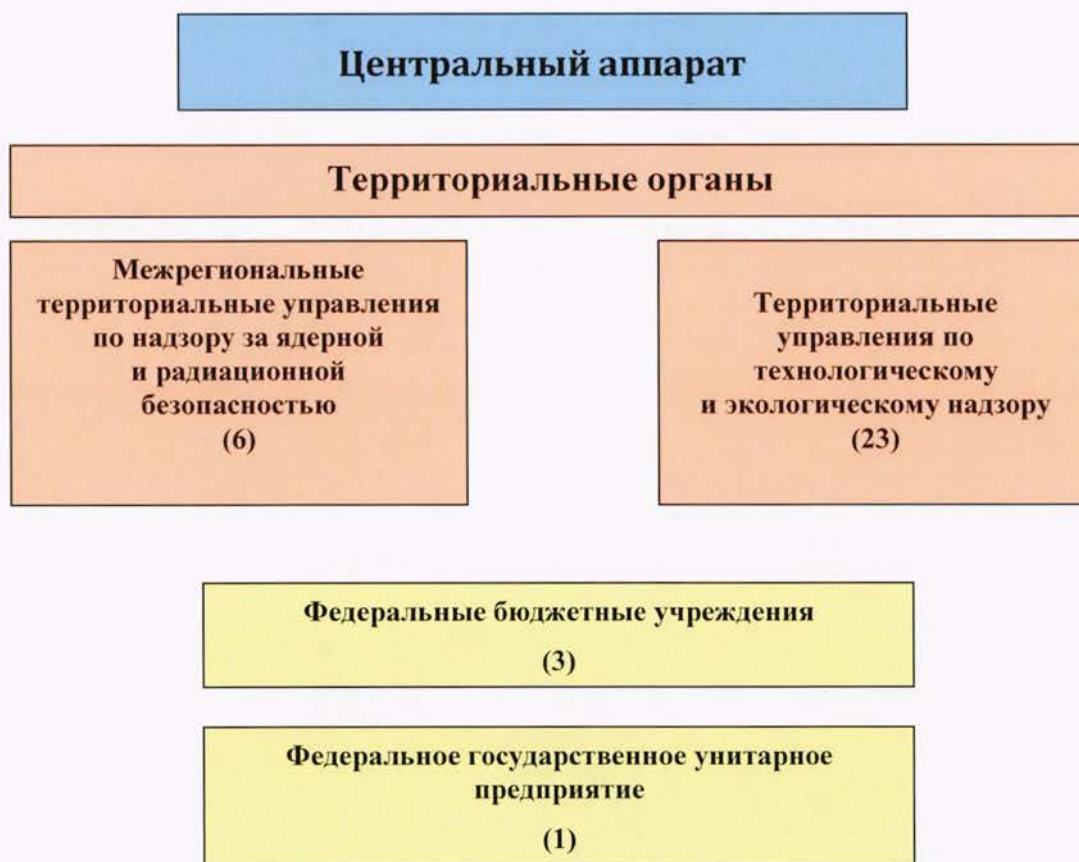 Центральный аппарат
Территориальные органы
Межрегиональные
территориальные управления
по надзору за ядерной
и радиационной
безопасностью
(6)
Территориальные
управления по
технологическому
и экологическому надзору
(23)
Федеральные бюджетные учреждения
(3)
Федеральное государственное унитарное
предприятие
(1)